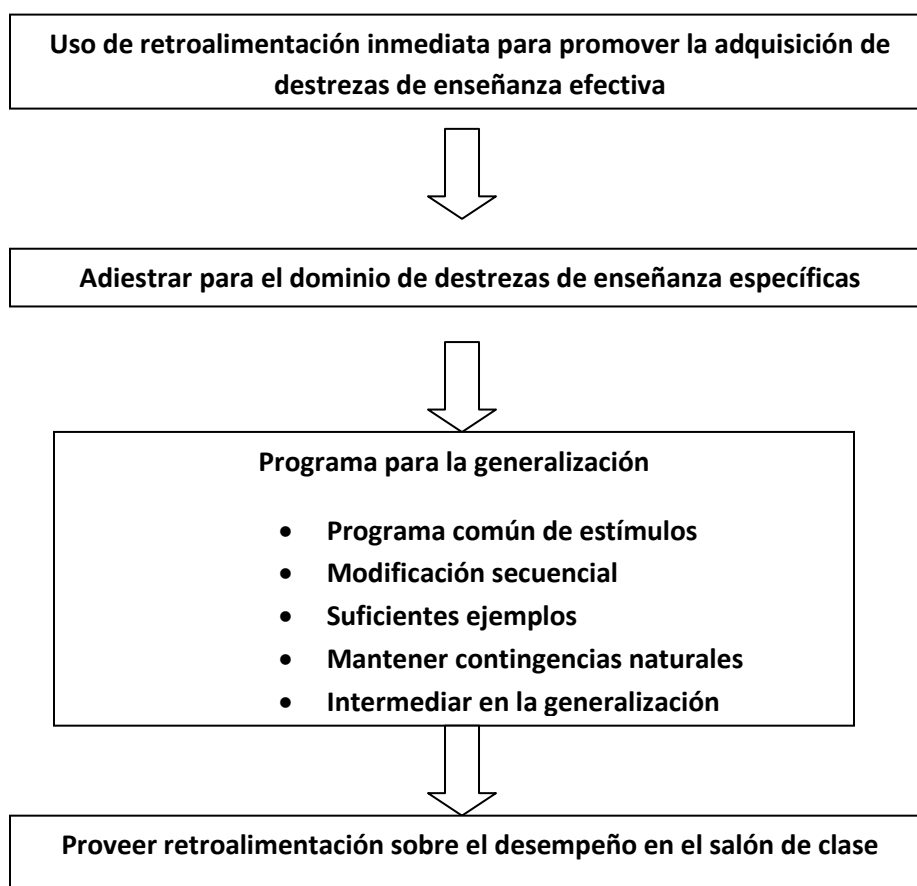 Uso de retroalimentación inmediata para promover la adquisición de
destrezas de enseñanza efectiva
Adiestrar para el dominio de destrezas de enseñanza específicas
Programa para la generalización
• Programa común de estímulos
• Modificación secuencial
• Suficientes ejemplos
• Mantener contingencias naturales
• Intermediar en la generalización
Proveer retroalimentación sobre el desempeño en el salón de clase